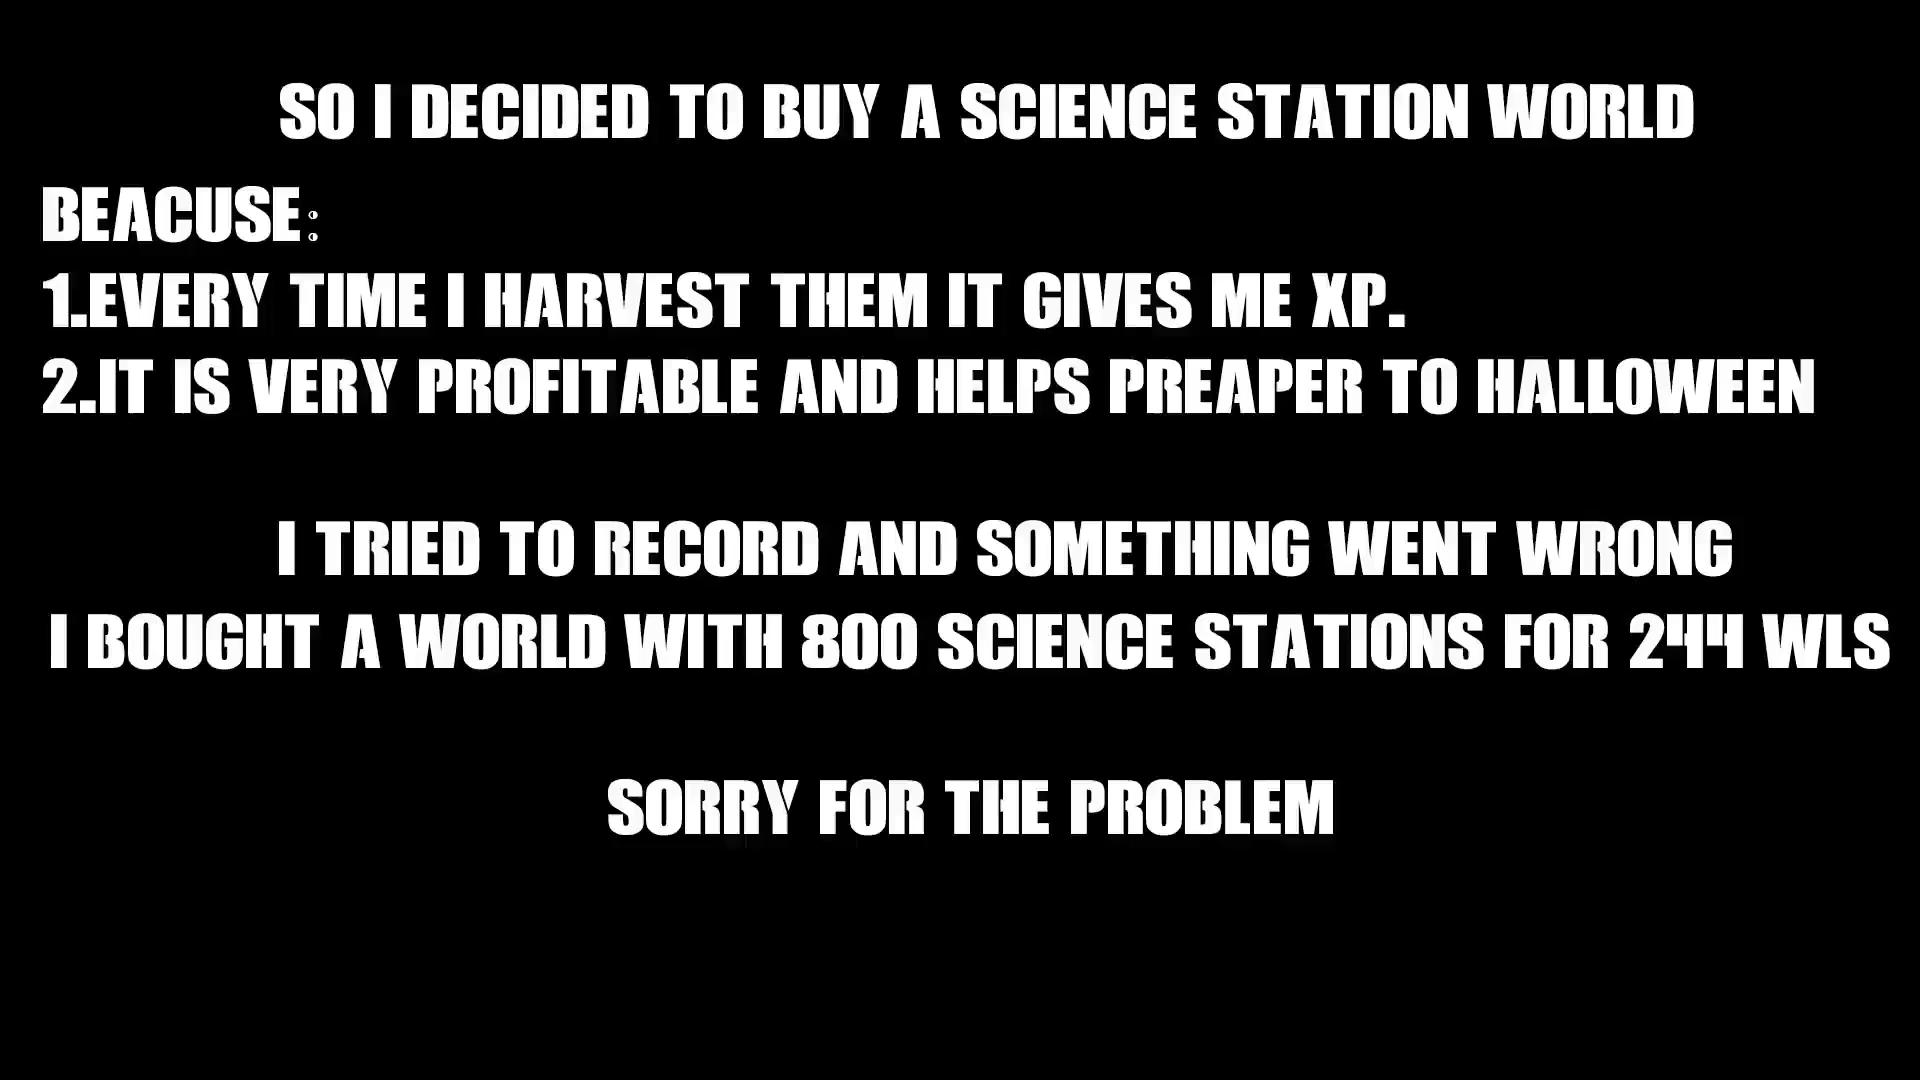 SO I DECIDED TO BUY A SCIENCE STATION WORLD
BEACUSE:
1.EVERY TIME I HARVEST THEM IT GIVES ME XP.
2.IT IS VERY PROFITABLE AND HELPS PREAPER TO HALLOWEEN
I TRIED TO RECORD AND SOMETHING WENT WRONG
I BOUGHT A WORLD WITH 800 SCIENCE STATIONS FOR 244 WLS
SORRY FOR THE PROBLEM